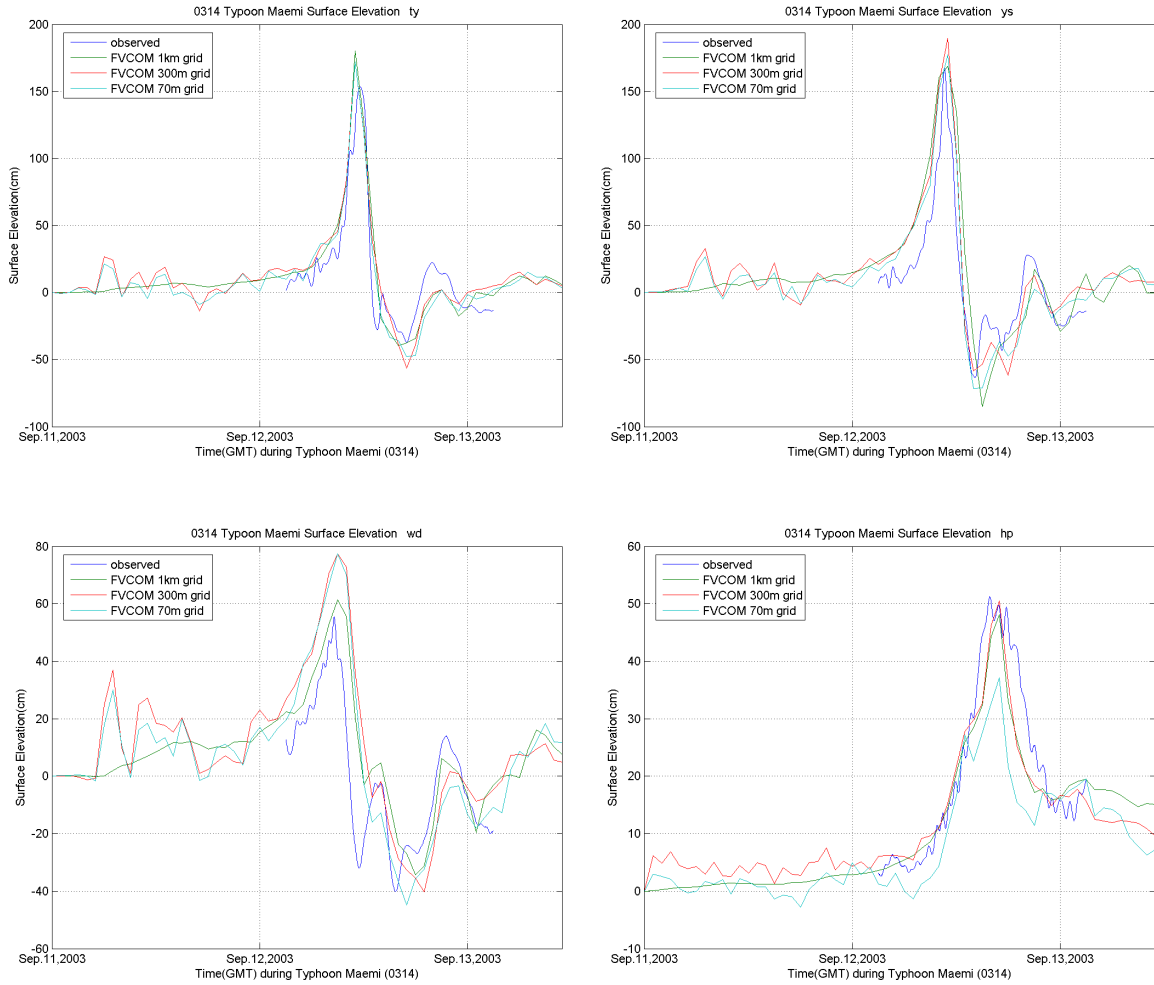 0314 Typoon Maemi Surface Elevation ty
200
150
100
50
0
-50
-100
Surface Elevation(cm)
observed
FVCOM 1km grid
FVCOM 300m grid
FVCOM 70m grid
Sep.11,2003
Sep.12,2003
Sep.13,2003
Time(GMT) during Typhoon Maemi (0314)
0314 Typoon Maemi Surface Elevation ys
200
150
100
50
0
-50
-100
Surface Elevation(cm)
observed
FVCOM 1km grid
FVCOM 300m grid
FVCOM 70m grid
Sep.11,2003
Sep.12,2003
Sep.13,2003
Time(GMT) during Typhoon Maemi (0314)
0314 Typoon Maemi Surface Elevation wd
80
60
40
20
0
-20
-40
-60
Surface Elevation(cm)
observed
FVCOM 1km grid
FVCOM 300m grid
FVCOM 70m grid
Sep.11,2003
Sep.12,2003
Sep.13,2003
Time(GMT) during Typhoon Maemi (0314)
0314 Typoon Maemi Surface Elevation hp
60
50
40
30
20
10
0
-10
Surface Elevation(cm)
observed
FVCOM 1km grid
FVCOM 300m grid
FVCOM 70m grid
Sep.11,2003
Sep.12,2003
Sep.13,2003
Time(GMT) during Typhoon Maemi (0314)